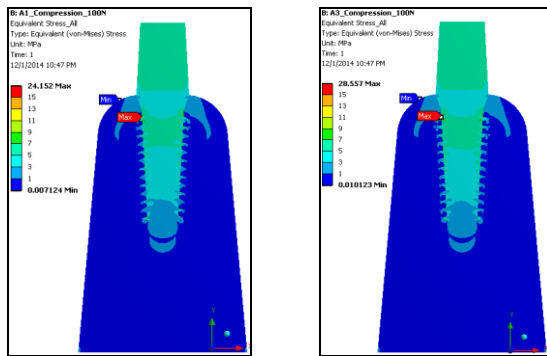 B: A1_Compression_100N
Equivalent Stress_All
Type: Equivalent (von-Mises) Stress
Unit: MPa
Time: 1
12/1/2014 10:47 PM
24.152 Max
15
13
11
9
7
5
3
1
0.007124 Min
Min
Max
Y
B: A3_Compression_100N
Equivalent Stress_All
Type: Equivalent (von-Mises) Stress
Unit: MPa
Time: 1
12/1/2014 10:47 PM
28.557 Max
15
13
11
9
7
5
3
1
0.010123 Min
Min
Max
Y